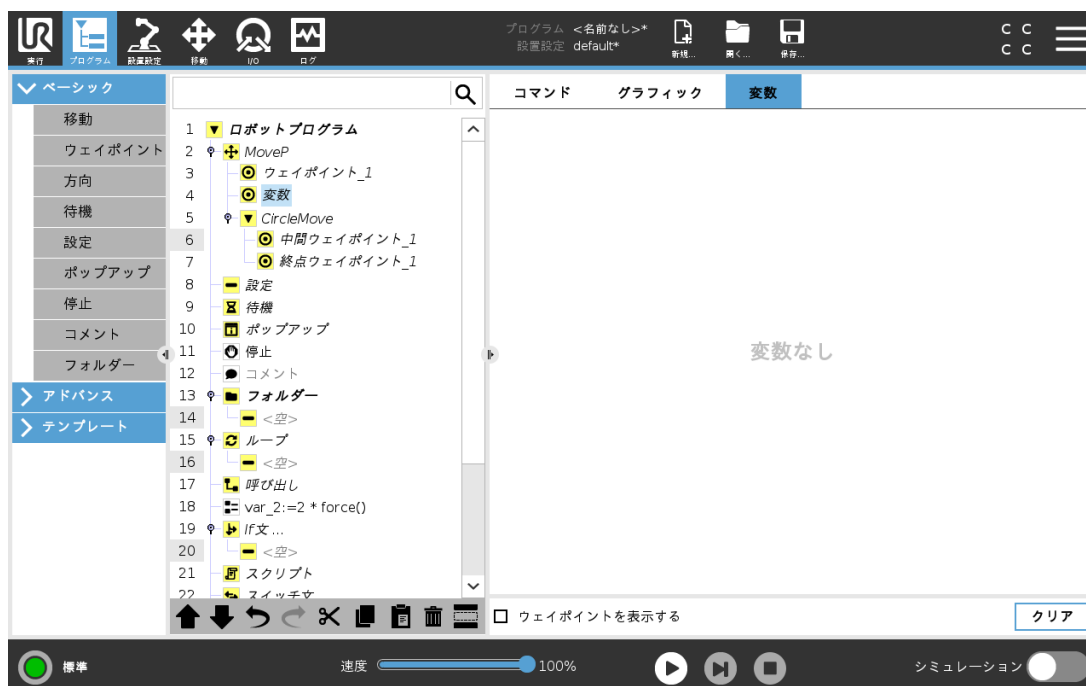 UR
実行
プログラム
設置設定
移動
I/O
ログ
プログラム <名前なし>*
設置設定 default*
新規...
開く...
保存...
C C
C C
ベーシック
移動
ウェイポイント
方向
待機
設定
ポップアップ
停止
コメント
フォルダー
アドバンス
テンプレート
1 ロボットプログラム
2 MoveP
3 ウェイポイント_1
4 変数
5 CircleMove
6 中間ウェイポイント_1
7 終点ウェイポイント_1
8 設定
9 待機
10 ポップアップ
11 停止
12 コメント
13 フォルダー
14 <空>
15 ループ
16 <空>
17 呼び出し
18 var_2:=2 * force()
19 If文 ...
20 <空>
21 スクリプト
22 スイッチ文
コマンド
グラフィック
変数
変数なし
ウェイポイントを表示する
クリア
標準
速度
100%
シミュレーション